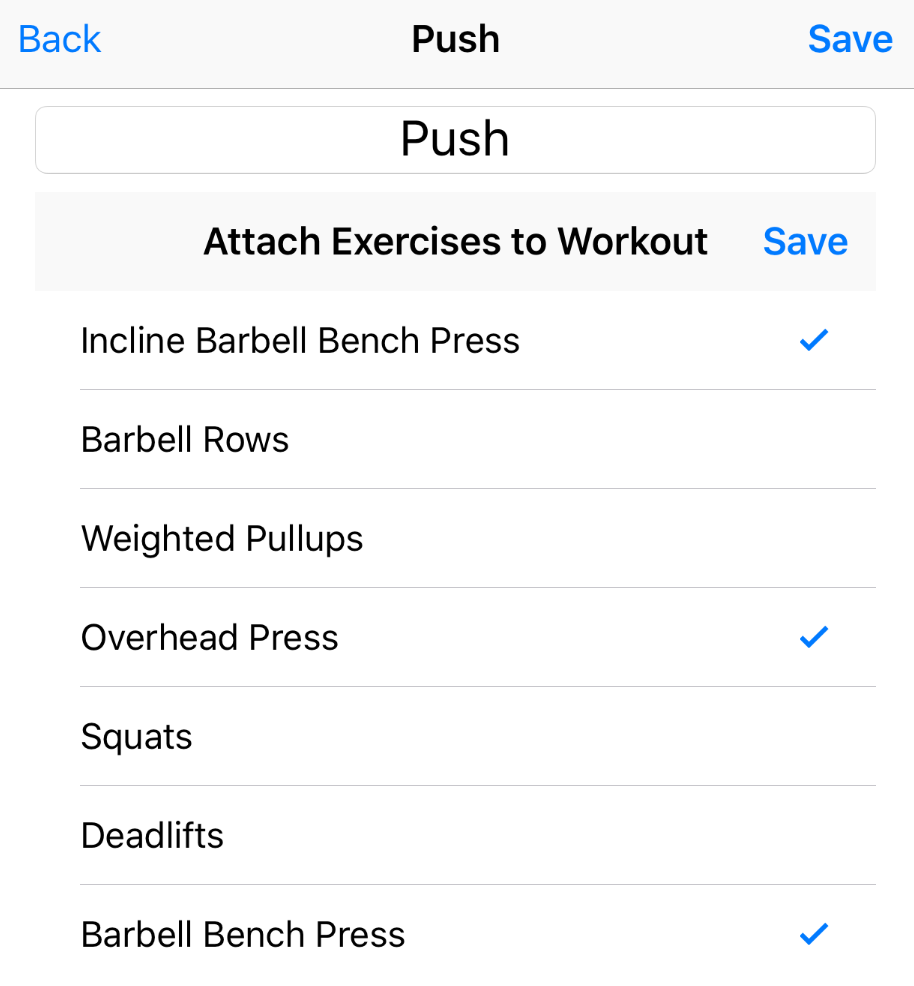 Back Push Save
Push
Attach Exercises to Workout Save
Incline Barbell Bench Press
Barbell Rows
Weighted Pullups
Overhead Press
Squats
Deadlifts
Barbell Bench Press